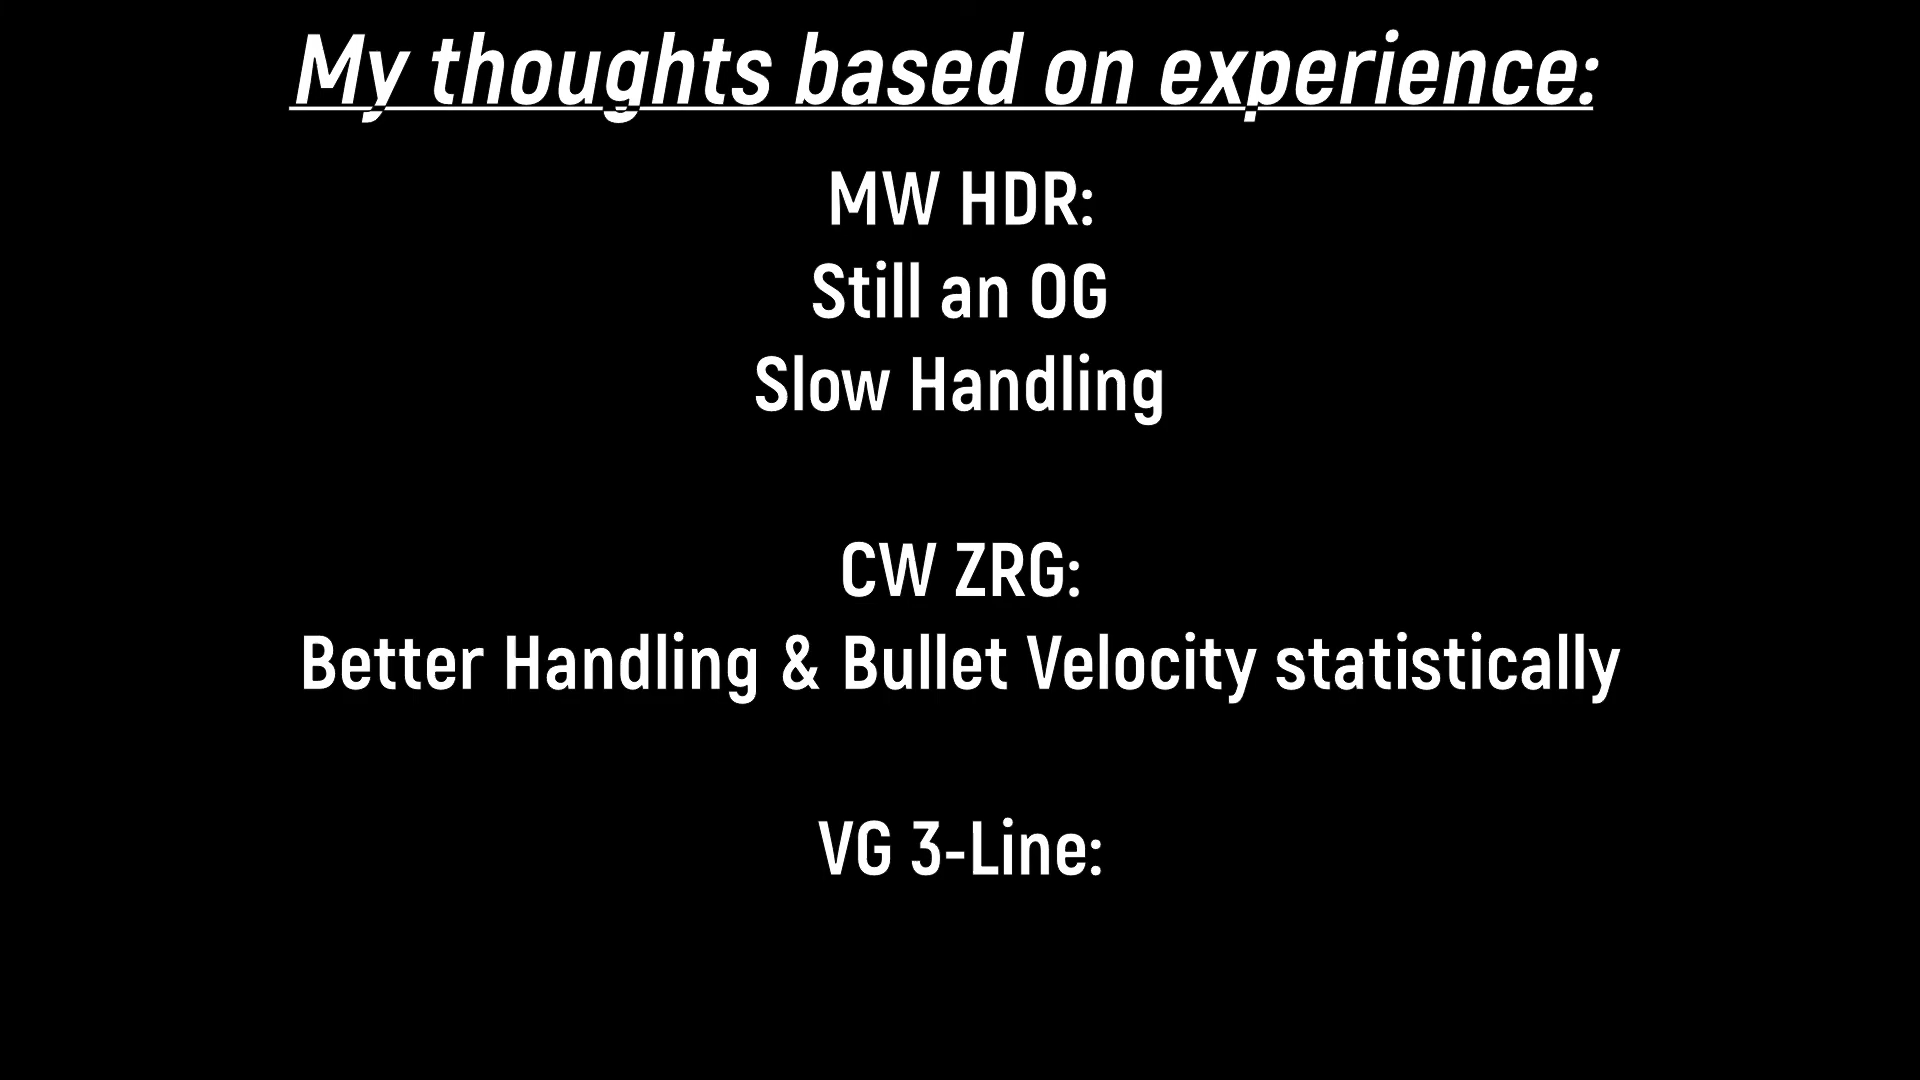 My thoughts based on experience:
MW HDR:
Still an OG
Slow Handling
CW ZRG:
Better Handling & Bullet Velocity statistically
VG 3-Line: